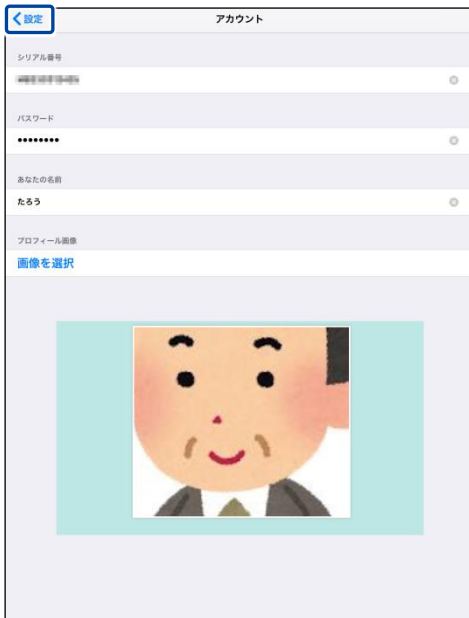 設定
アカウント
シリアル番号
パスワード
••••••••
あなたの名前
たろう
プロフィール画像
画像を選択